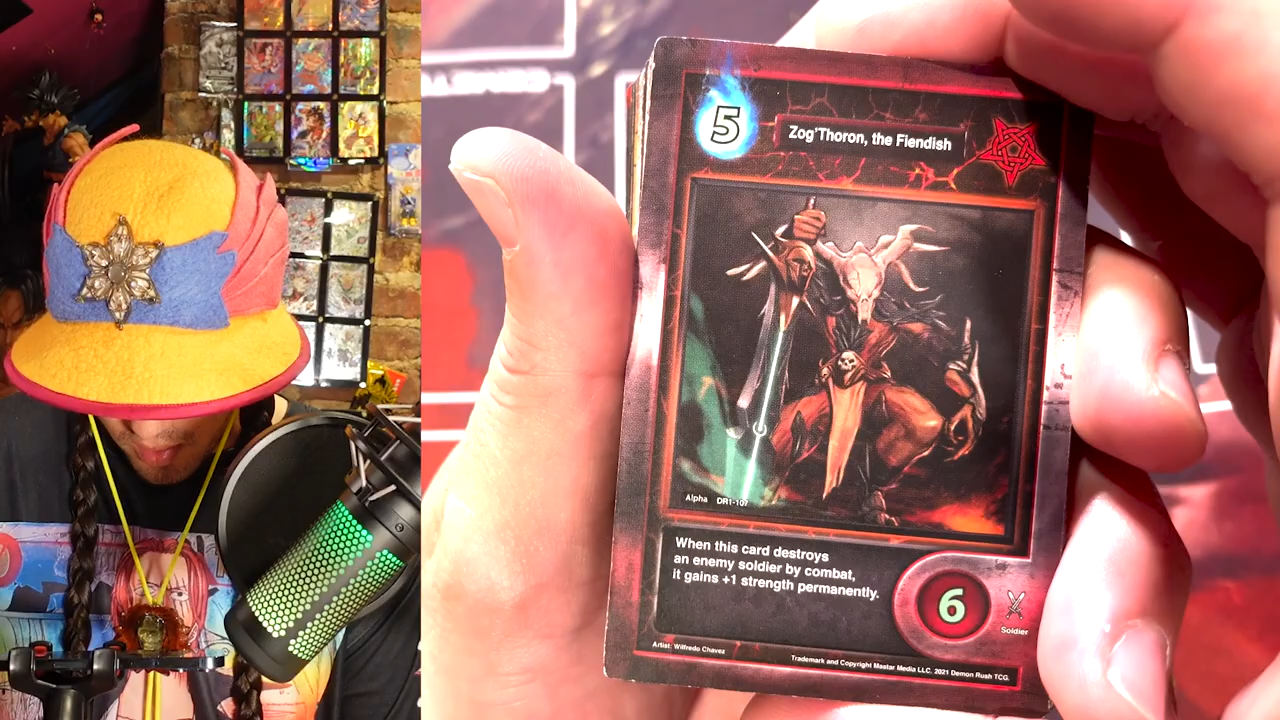 5
Zog'Thoron, the Fiendish
Alpha DR1-107
When this card destroys
an enemy soldier by combat,
it gains +1 strength permanently.
6
Soldier
Artist: Wilfredo Chavez
Trademark and Copyright Mastar Media LLC. 2021 Demon Rush TCG.